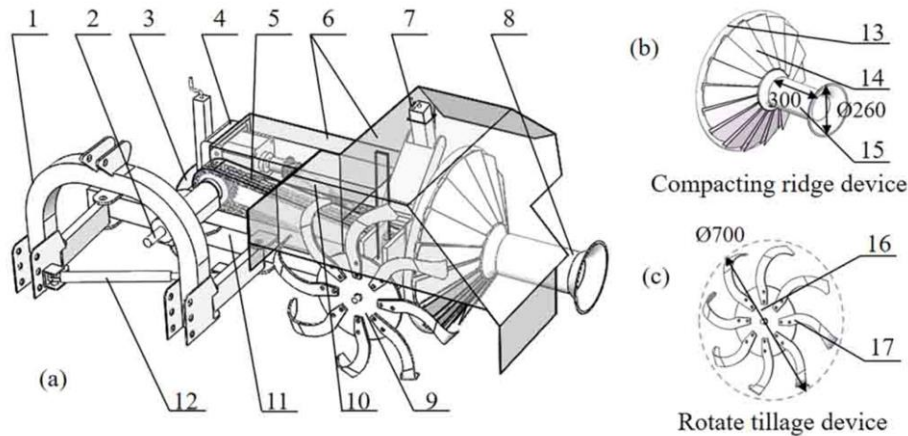 1 2 3 4 5 6 7 8
(a)
12 11 10 9
(b)
13
14
300
Ø260
15
Compacting ridge device
Ø700
16
(c)
17
Rotate tillage device